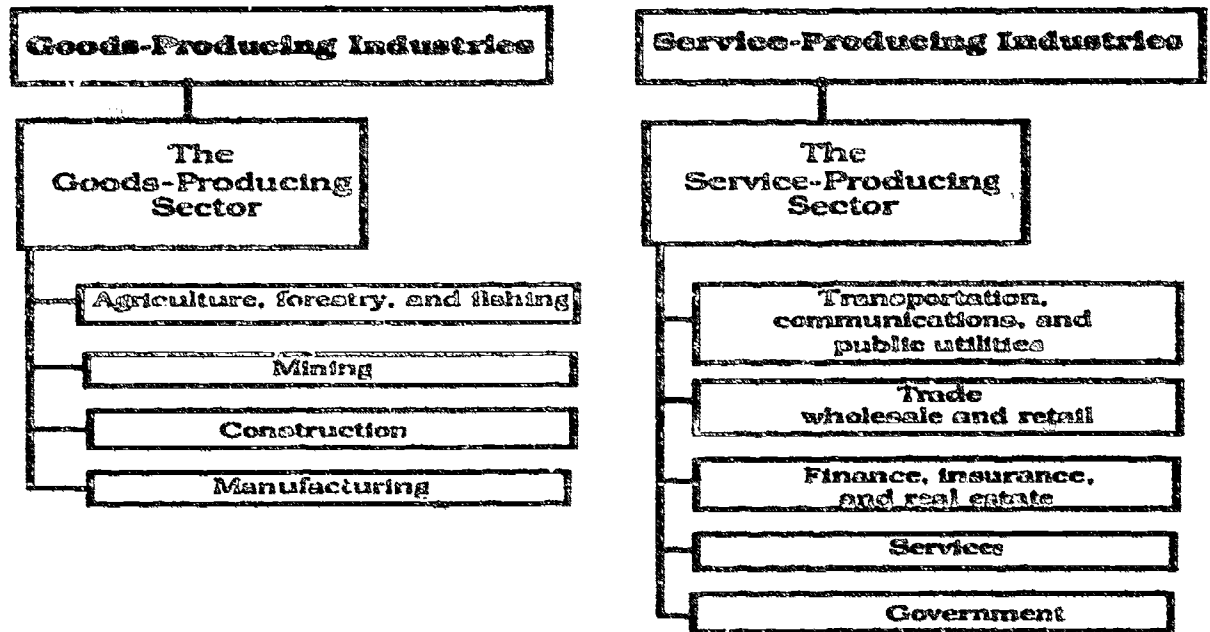 Goods-Producing Industries
The
Goods-Producing
Sector
Agriculture, forestry, and fishing
Mining
Construction
Manufacturing
Service-Producing Industries
The
Service-Producing
Sector
Transportation,
communications, and
public utilities
Trade
wholesale and retail
Finance, insurance,
and real estate
Services
Government